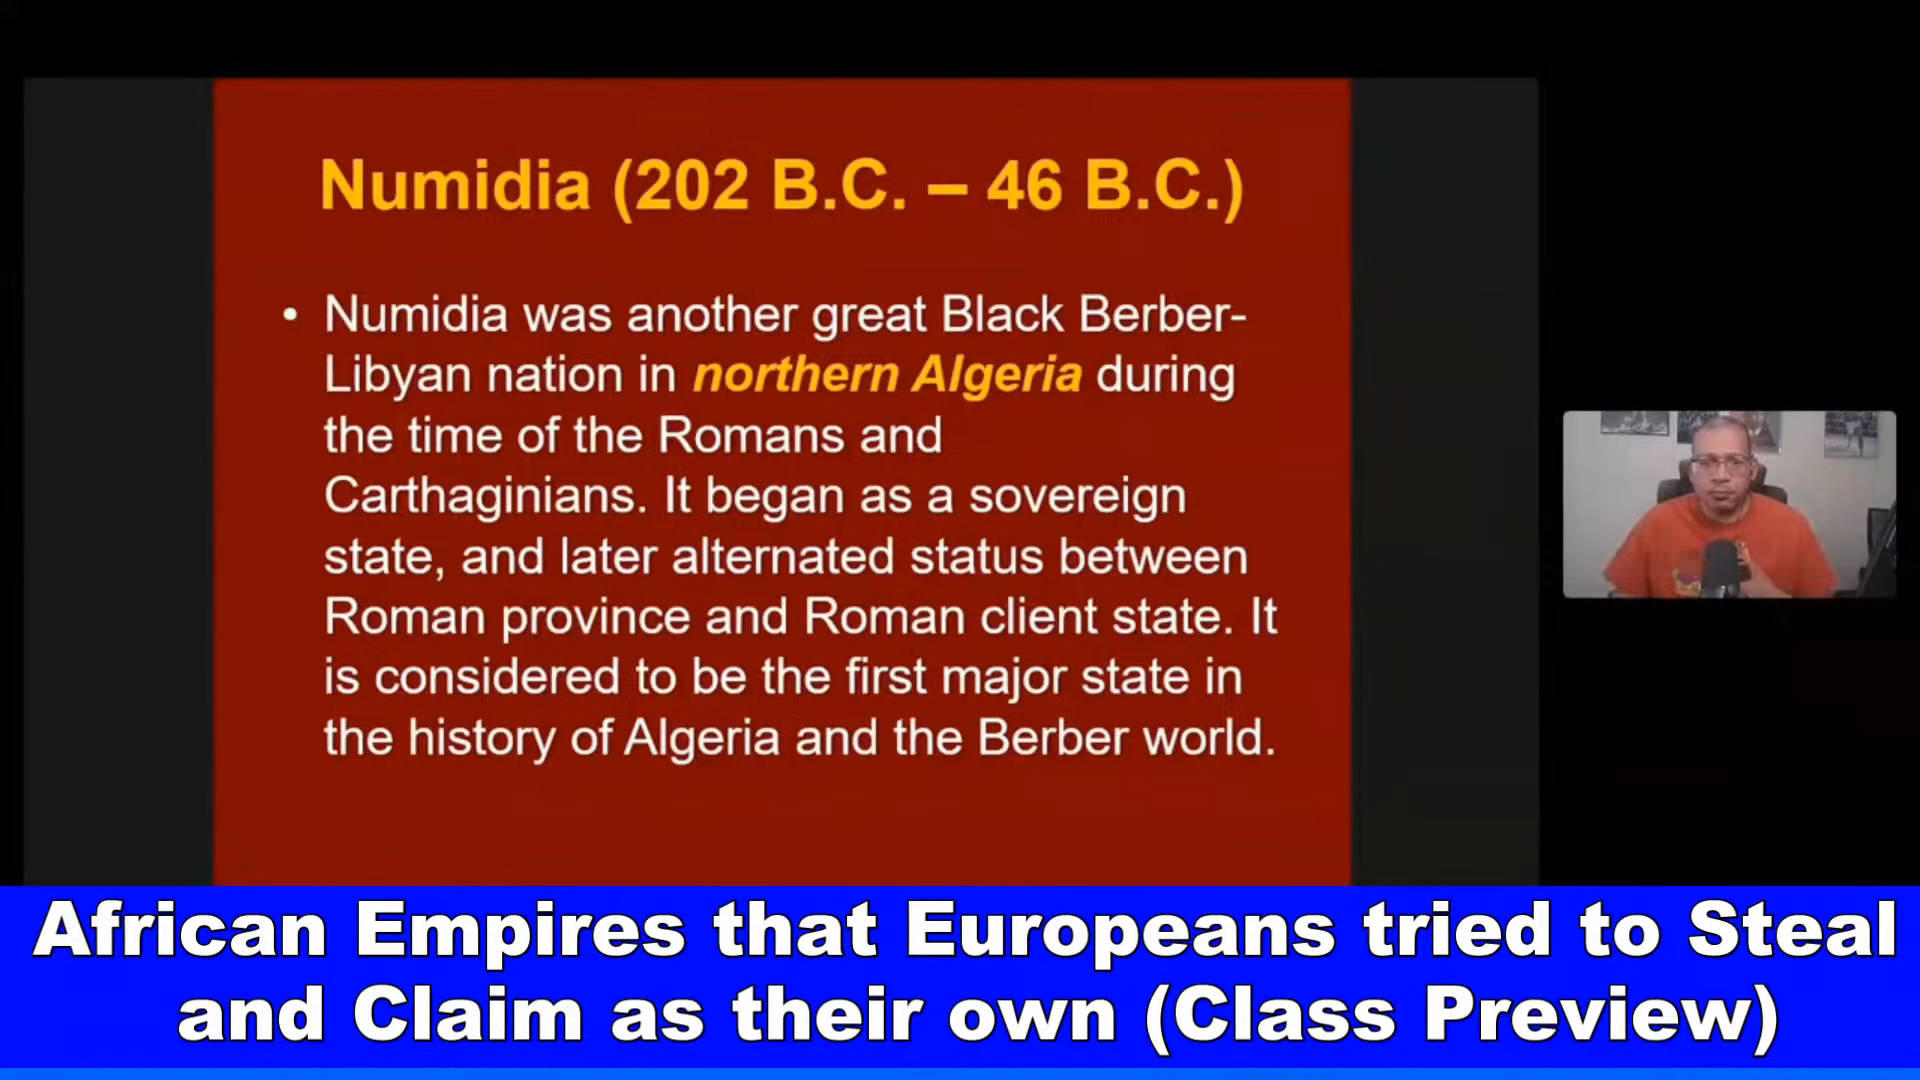 Numidia (202 B.C. – 46 B.C.)
• Numidia was another great Black Berber-
Libyan nation in northern Algeria during
the time of the Romans and
Carthaginians. It began as a sovereign
state, and later alternated status between
Roman province and Roman client state. It
is considered to be the first major state in
the history of Algeria and the Berber world.
African Empires that Europeans tried to Steal
and Claim as their own (Class Preview)